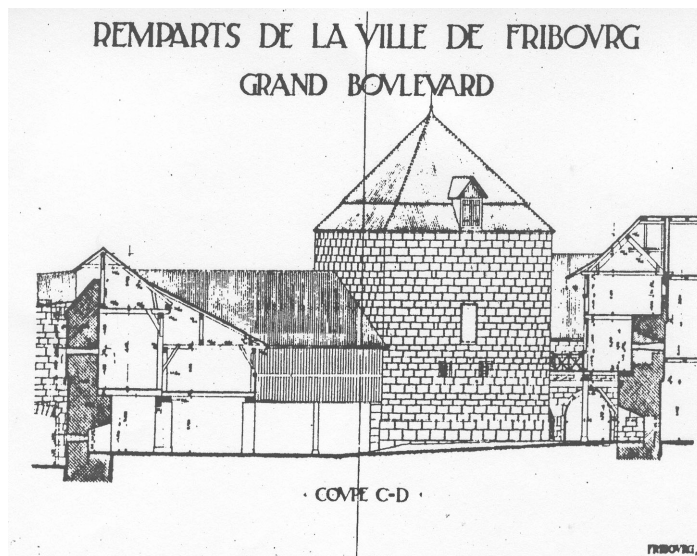 REMPARTS DE LA VILLE DE FRIBOVRG
GRAND BOVLEVARD
· COVPE C-D ·
FRIBOVRG